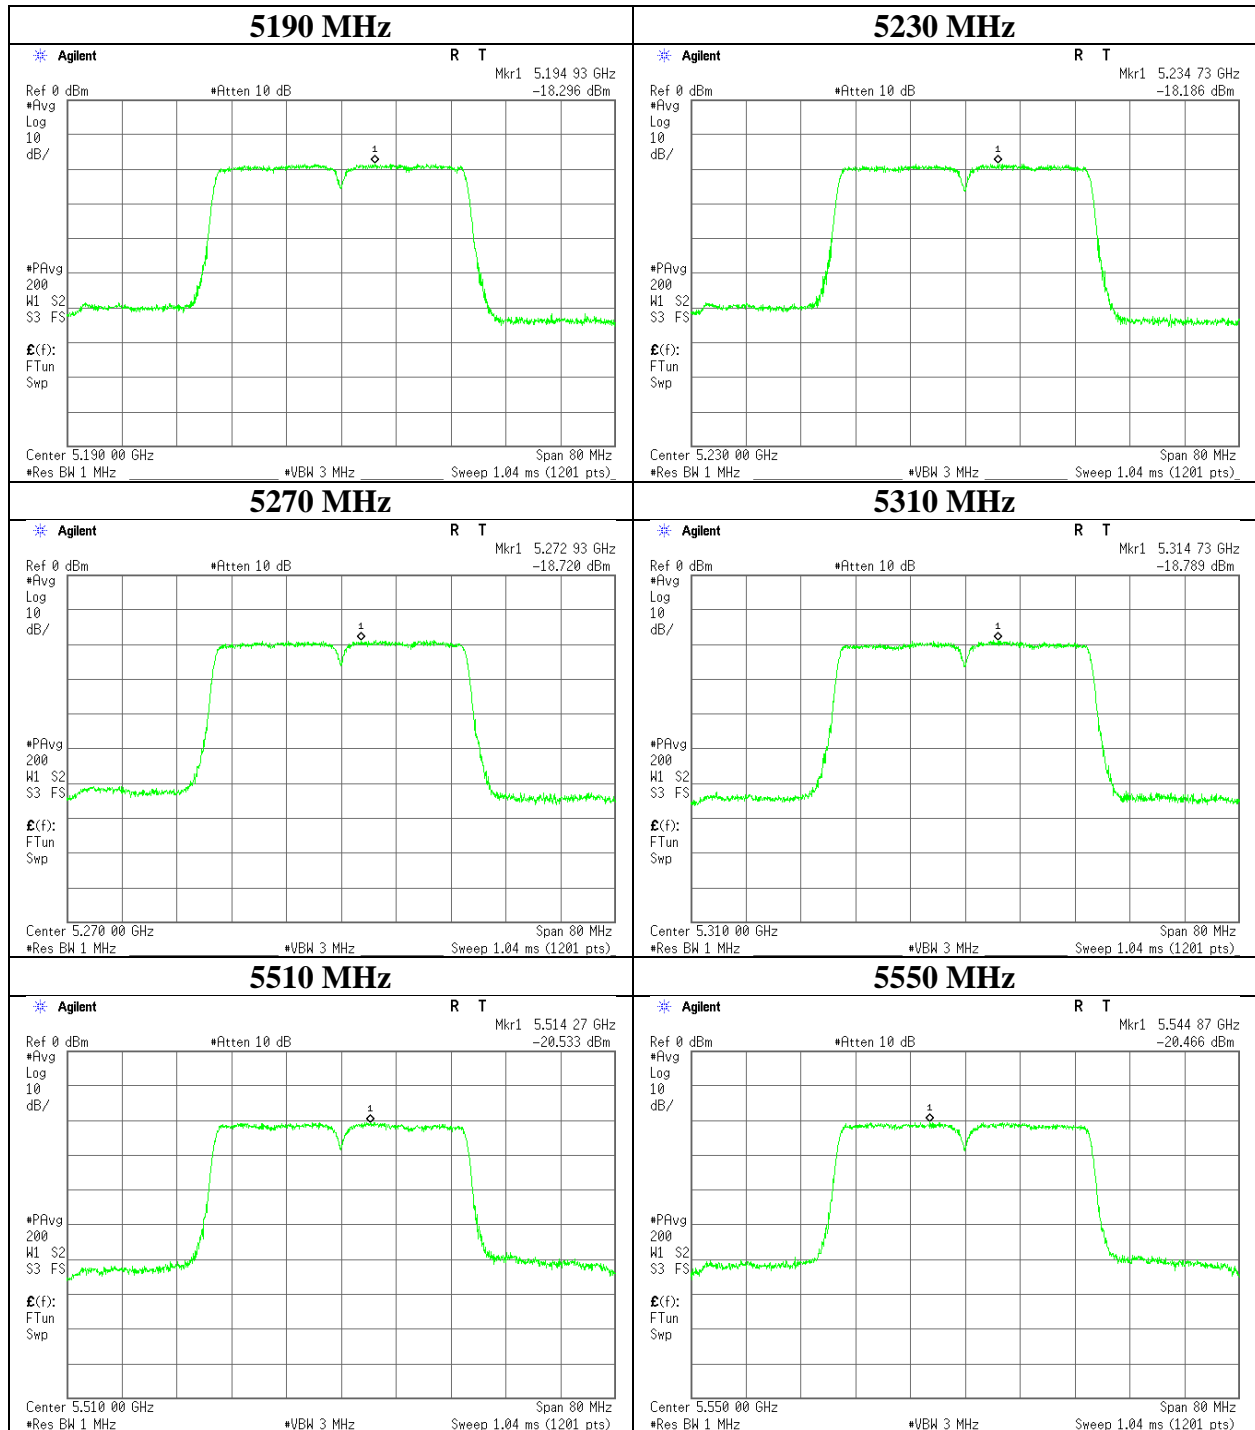 5190 MHz
Agilent R T
Mkr1 5.194 93 GHz
Ref 0 dBm #Atten 10 dB -18.296 dBm
#Avg
Log
10
dB/
1
#PAvg
200
W1 S2
S3 FS
£(f):
FTun
Swp
Center 5.190 00 GHz Span 80 MHz
#Res BW 1 MHz #VBW 3 MHz Sweep 1.04 ms (1201 pts)
5230 MHz
Agilent R T
Mkr1 5.234 73 GHz
Ref 0 dBm #Atten 10 dB -18.186 dBm
#Avg
Log
10
dB/
1
#PAvg
200
W1 S2
S3 FS
£(f):
FTun
Swp
Center 5.230 00 GHz Span 80 MHz
#Res BW 1 MHz #VBW 3 MHz Sweep 1.04 ms (1201 pts)
5270 MHz
Agilent R T
Mkr1 5.272 93 GHz
Ref 0 dBm #Atten 10 dB -18.720 dBm
#Avg
Log
10
dB/
1
#PAvg
200
W1 S2
S3 FS
£(f):
FTun
Swp
Center 5.270 00 GHz Span 80 MHz
#Res BW 1 MHz #VBW 3 MHz Sweep 1.04 ms (1201 pts)
5310 MHz
Agilent R T
Mkr1 5.314 73 GHz
Ref 0 dBm #Atten 10 dB -18.789 dBm
#Avg
Log
10
dB/
1
#PAvg
200
W1 S2
S3 FS
£(f):
FTun
Swp
Center 5.310 00 GHz Span 80 MHz
#Res BW 1 MHz #VBW 3 MHz Sweep 1.04 ms (1201 pts)
5510 MHz
Agilent R T
Mkr1 5.514 27 GHz
Ref 0 dBm #Atten 10 dB -20.533 dBm
#Avg
Log
10
dB/
1
#PAvg
200
W1 S2
S3 FS
£(f):
FTun
Swp
Center 5.510 00 GHz Span 80 MHz
#Res BW 1 MHz #VBW 3 MHz Sweep 1.04 ms (1201 pts)
5550 MHz
Agilent R T
Mkr1 5.544 87 GHz
Ref 0 dBm #Atten 10 dB -20.466 dBm
#Avg
Log
10
dB/
1
#PAvg
200
W1 S2
S3 FS
£(f):
FTun
Swp
Center 5.550 00 GHz Span 80 MHz
#Res BW 1 MHz #VBW 3 MHz Sweep 1.04 ms (1201 pts)